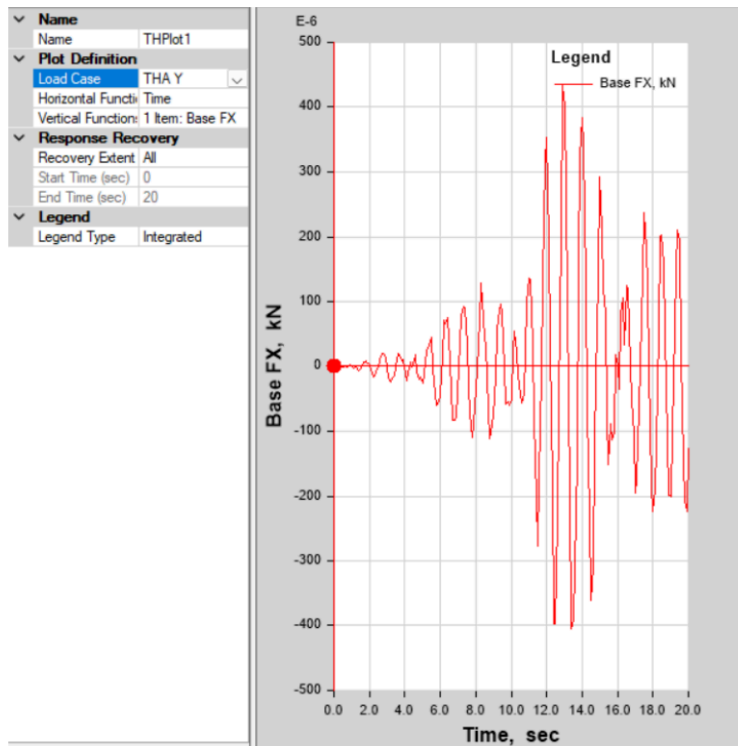 Name
Name THPlot1
Plot Definition
Load Case THA Y
Horizontal Functi Time
Vertical Function: 1 Item: Base FX
Response Recovery
Recovery Extent All
Start Time (sec) 0
End Time (sec) 20
Legend
Legend Type Integrated
E-6
Legend
Base FX, kN
500
400
300
200
100
0
-100
-200
-300
-400
-500
Base FX, kN
0.0 2.0 4.0 6.0 8.0 10.0 12.0 14.0 16.0 18.0 20.0
Time, sec